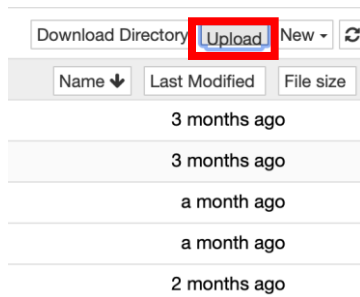 Download Directory Upload New
Name Last Modified File size
3 months ago
3 months ago
a month ago
a month ago
2 months ago